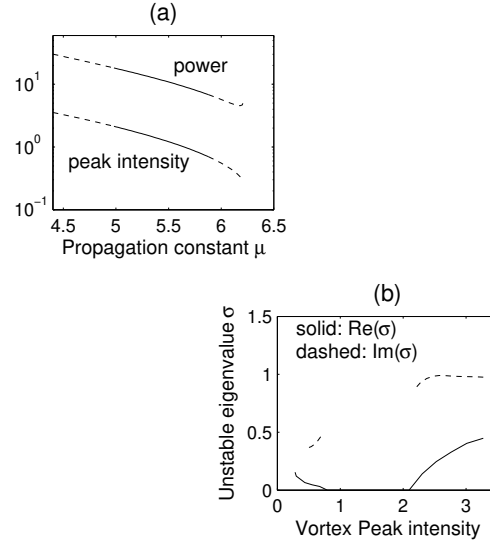 (a)
10¹
10⁰
10⁻¹
power
peak intensity
4.5 5 5.5 6 6.5
Propagation constant μ
(b)
Unstable eigenvalue σ
1.5
1
0.5
0
solid: Re(σ)
dashed: Im(σ)
0 1 2 3
Vortex Peak intensity